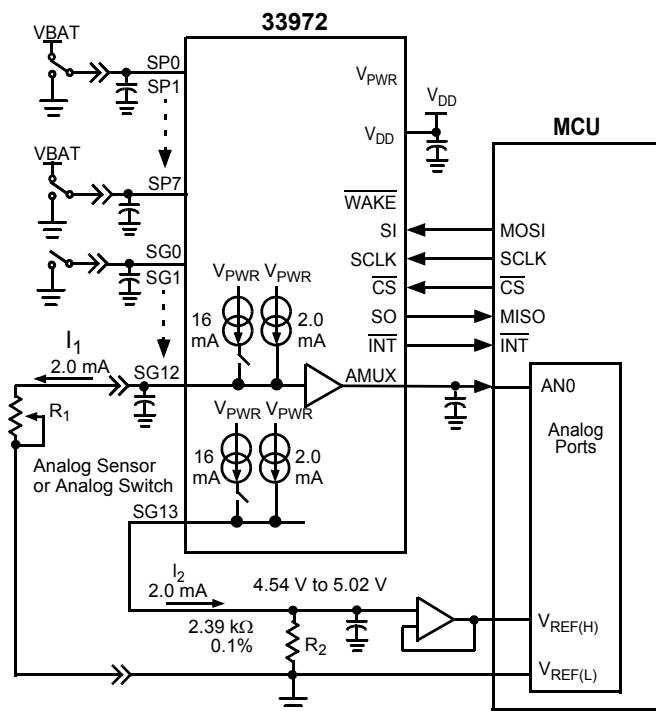 33972
VBAT
SP0
SP1
VPWR
VDD
VDD
MCU
VBAT
SP7
WAKE
SI
MOSI
SG0
SG1
SCLK
SCLK
CS
CS
VPWR VPWR
SO
MISO
16 mA
2.0 mA
INT
INT
I1
2.0 mA
SG12
AMUX
AN0
R1
VPWR VPWR
Analog
Ports
16 mA
2.0 mA
Analog Sensor
or Analog Switch
SG13
I2
2.0 mA
4.54 V to 5.02 V
2.39 kΩ
0.1%
R2
VREF(H)
VREF(L)